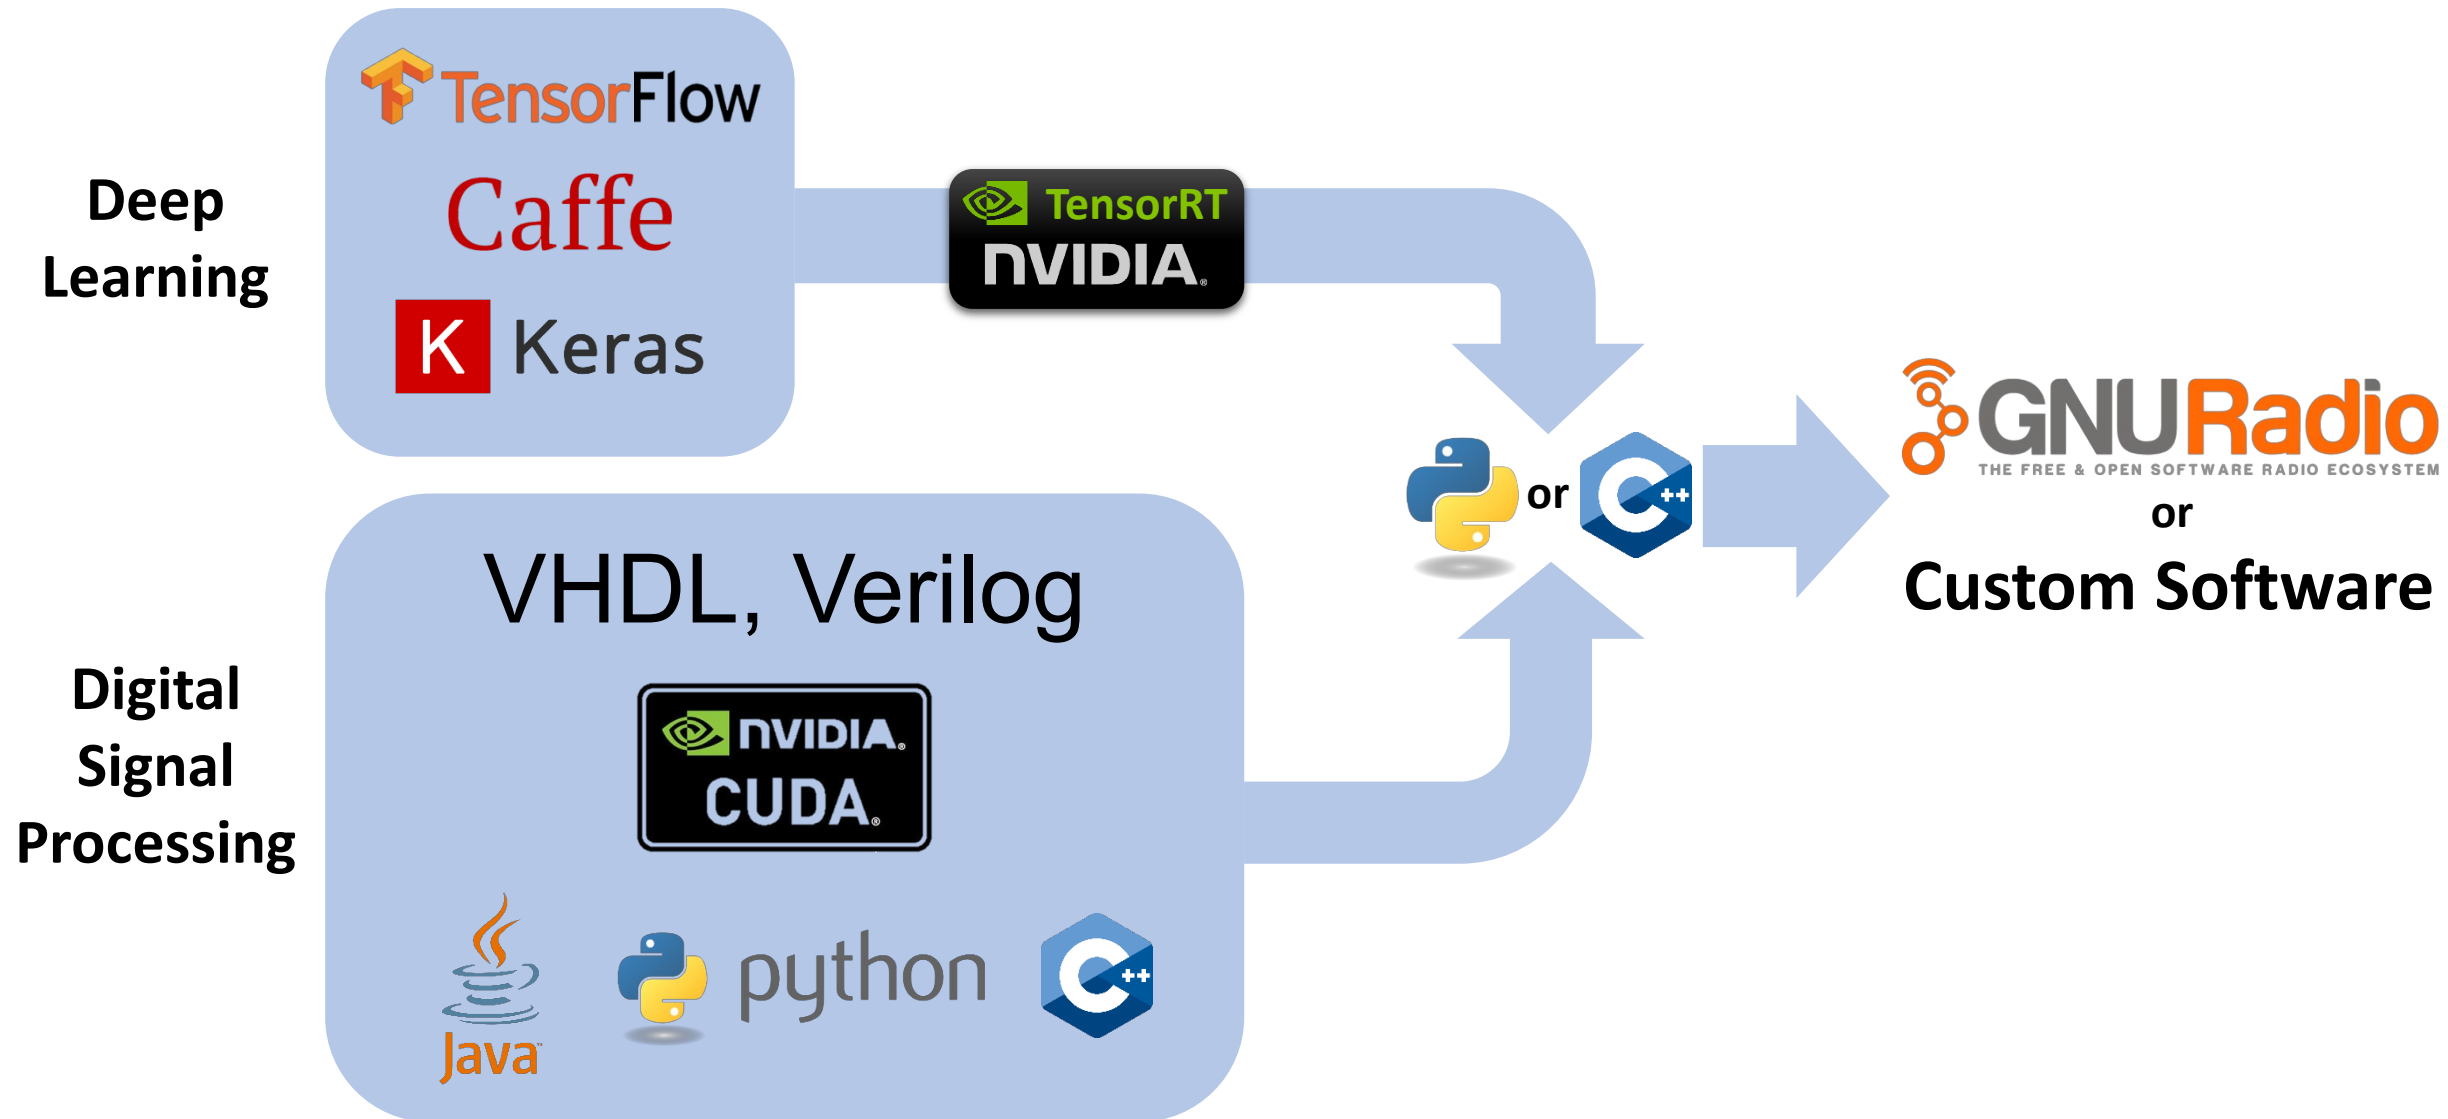 Deep
Learning
TensorFlow
Caffe
K Keras
TensorRT
NVIDIA®
Digital
Signal
Processing
VHDL, Verilog
NVIDIA®
CUDA®
Java™
python
C++
or
C++
GNURadio
THE FREE & OPEN SOFTWARE RADIO ECOSYSTEM
or
Custom Software